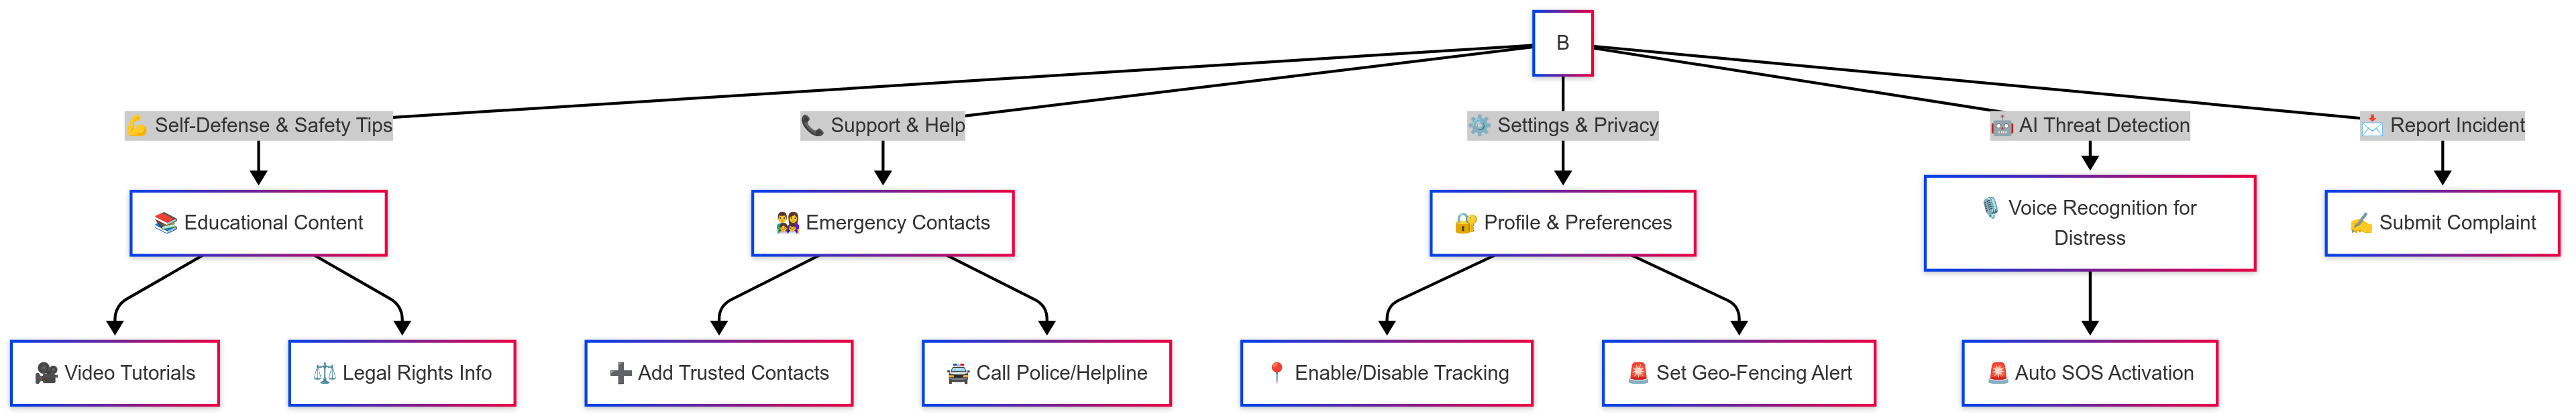 B
💪 Self-Defense & Safety Tips
📞 Support & Help
⚙️ Settings & Privacy
🤖 AI Threat Detection
📩 Report Incident
📚 Educational Content
👨‍👩‍👧 Emergency Contacts
🔐 Profile & Preferences
🎙️ Voice Recognition for
Distress
✍️ Submit Complaint
🎥 Video Tutorials
⚖️ Legal Rights Info
➕ Add Trusted Contacts
🚔 Call Police/Helpline
📍 Enable/Disable Tracking
🚨 Set Geo-Fencing Alert
🚨 Auto SOS Activation